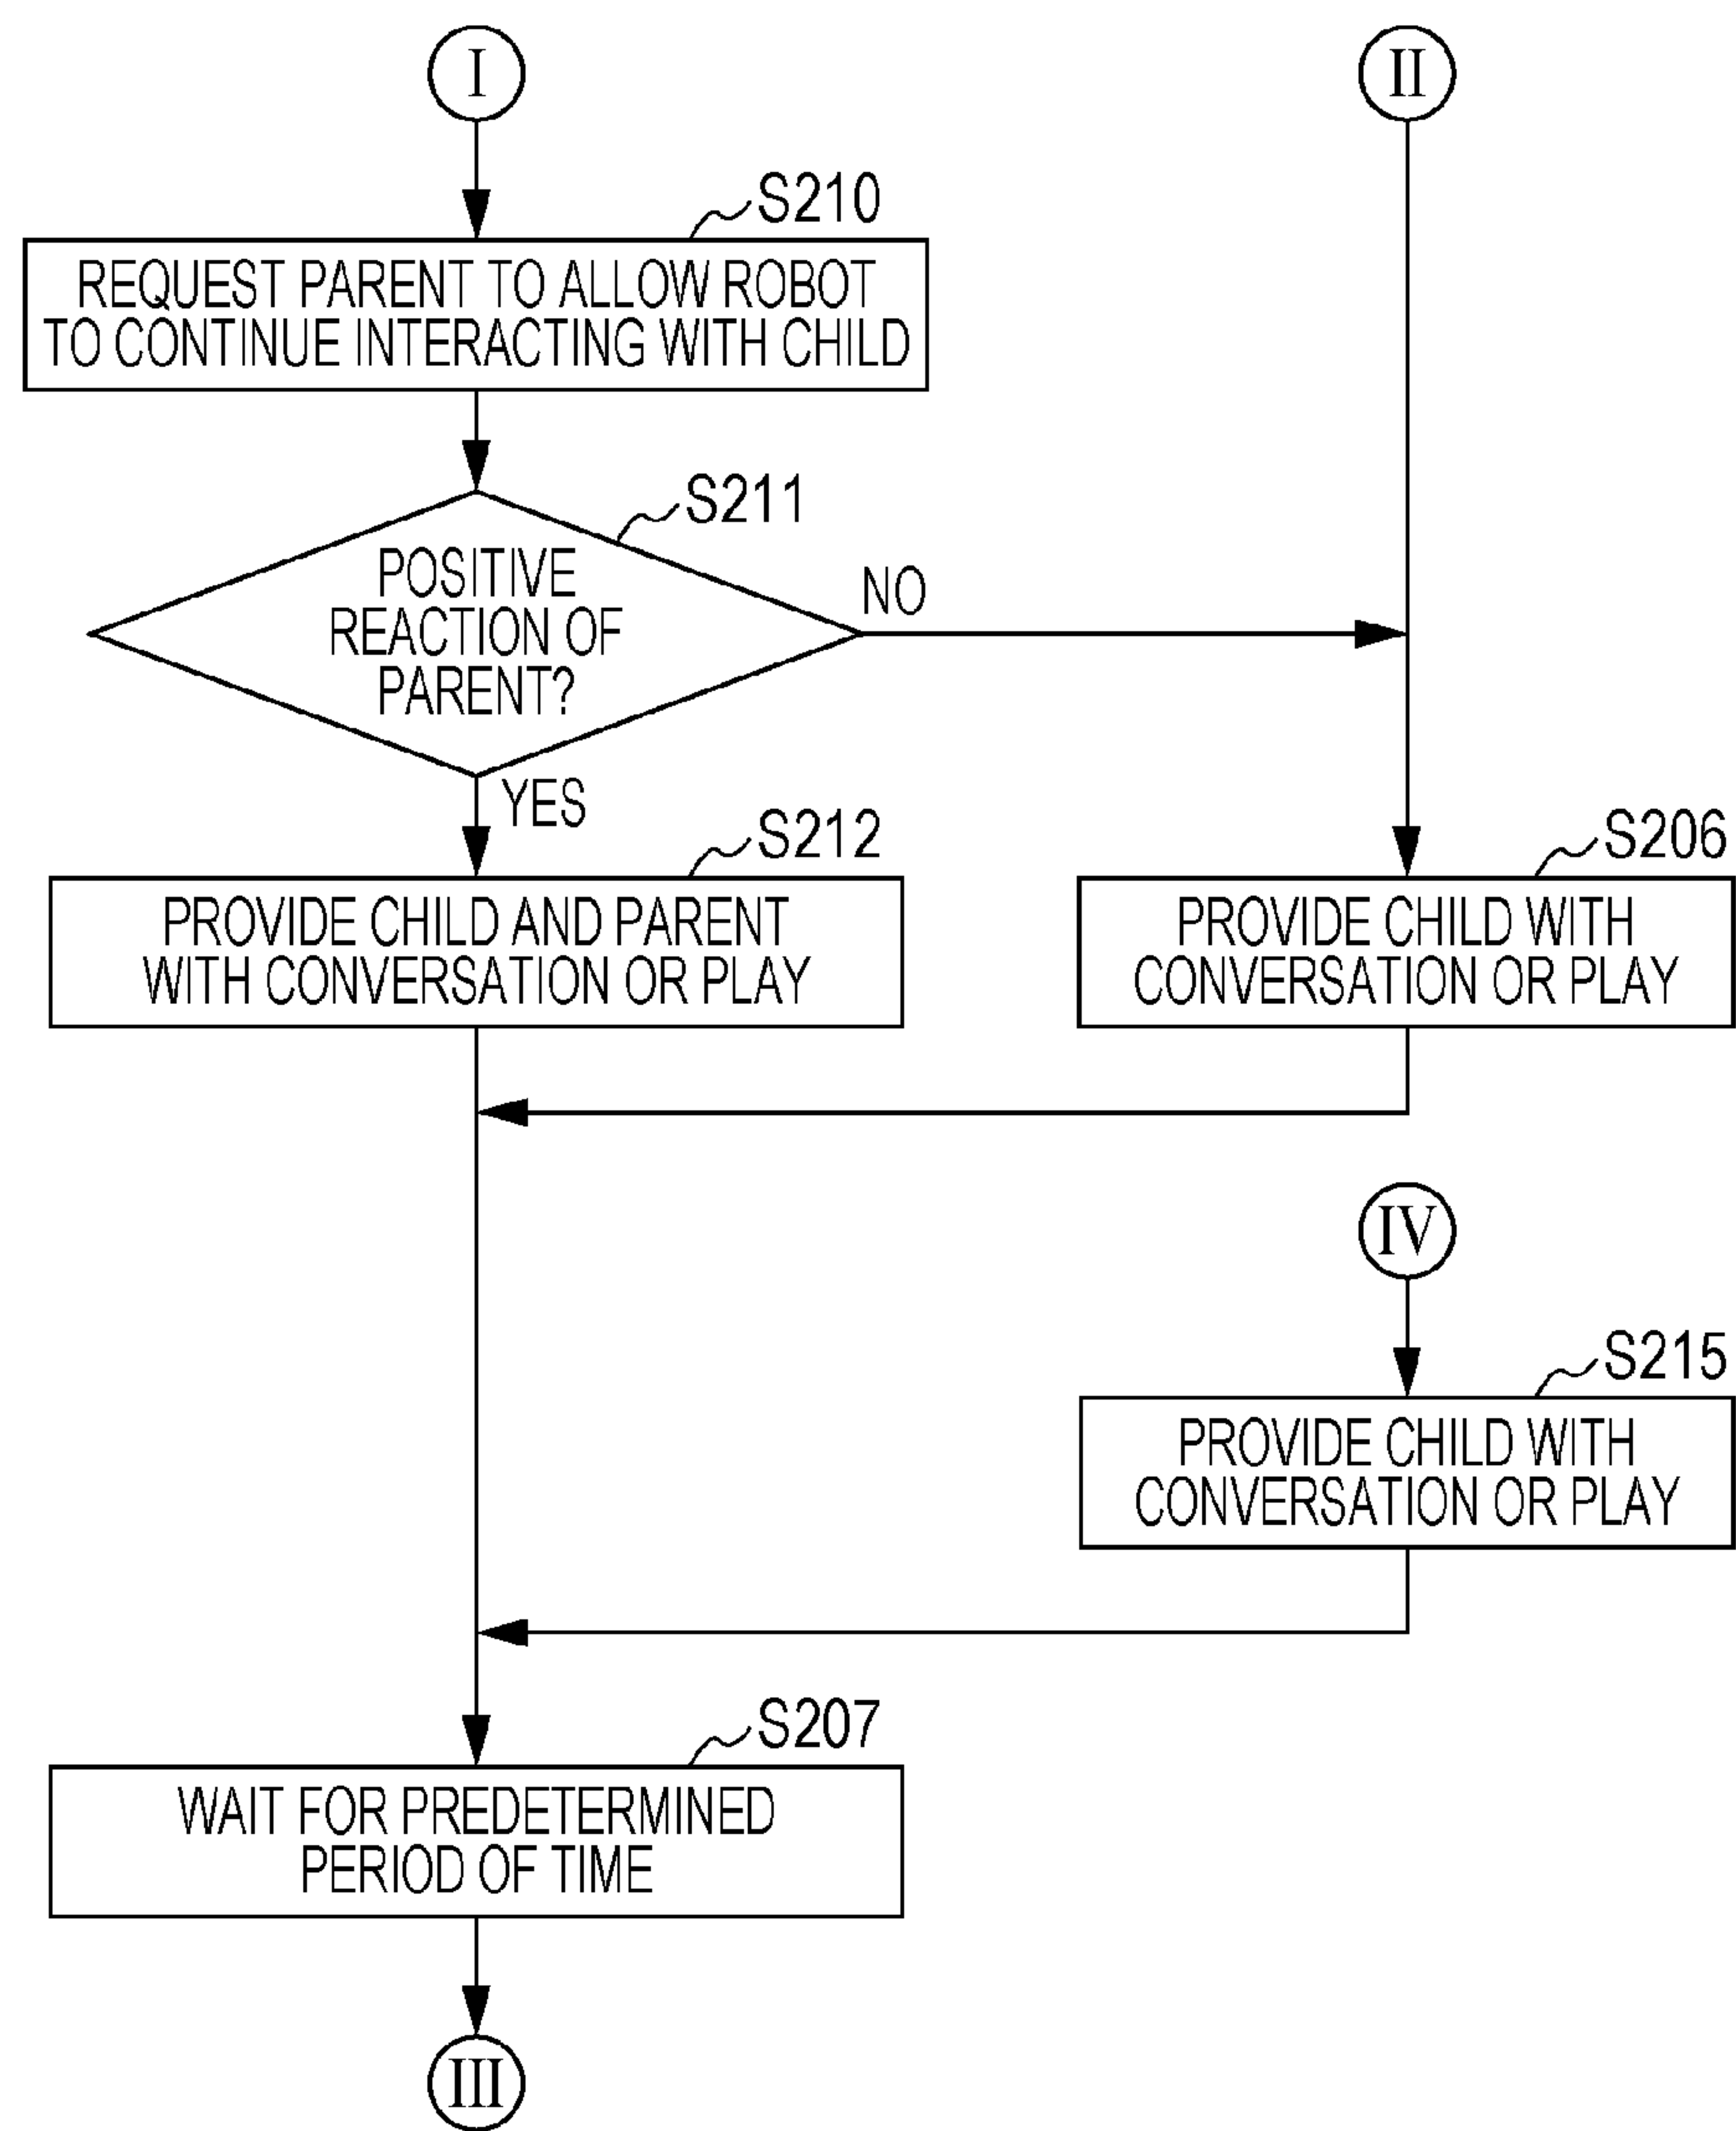 I
II
S210
REQUEST PARENT TO ALLOW ROBOT
TO CONTINUE INTERACTING WITH CHILD
S211
POSITIVE
REACTION OF
PARENT?
NO
YES
S212
PROVIDE CHILD AND PARENT
WITH CONVERSATION OR PLAY
S206
PROVIDE CHILD WITH
CONVERSATION OR PLAY
IV
S215
PROVIDE CHILD WITH
CONVERSATION OR PLAY
S207
WAIT FOR PREDETERMINED
PERIOD OF TIME
III